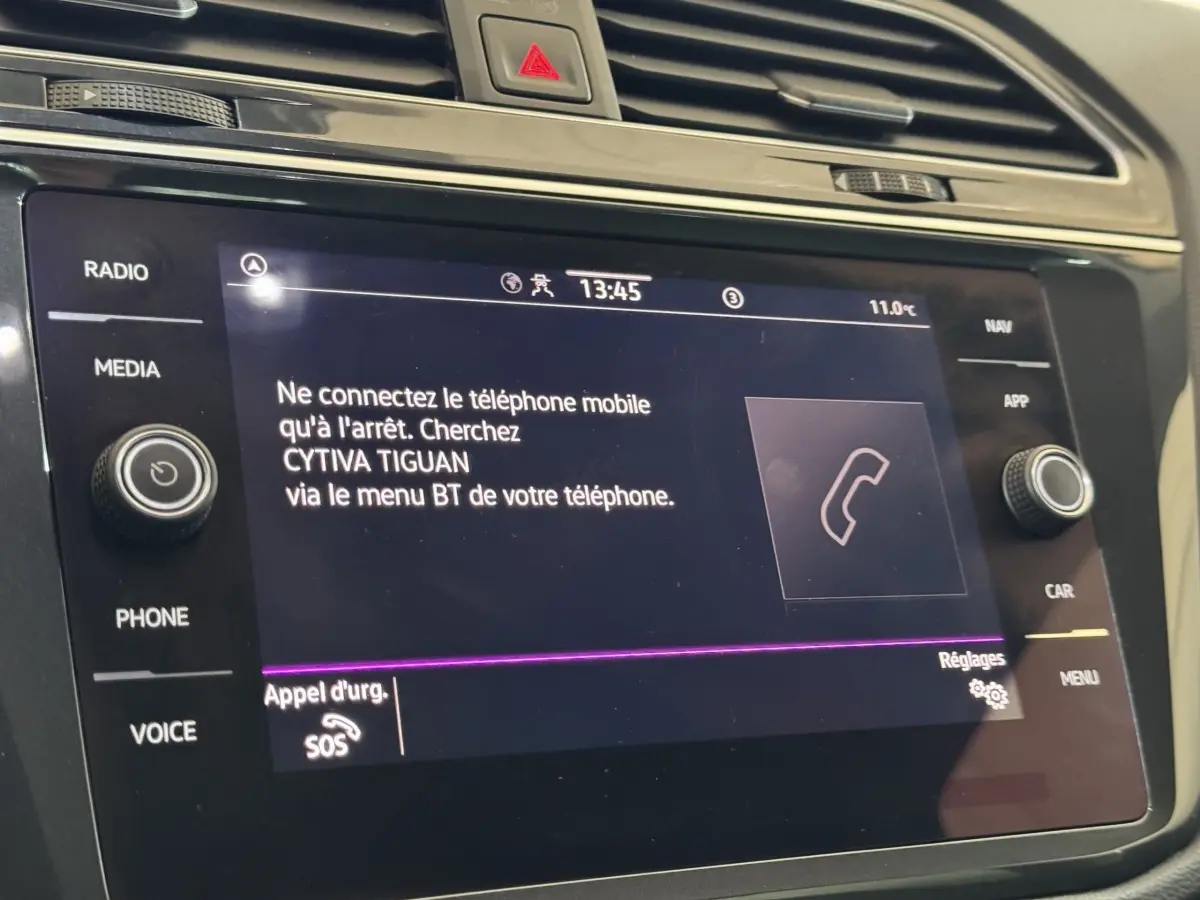 RADIO
MEDIA
PHONE
VOICE
13:45
3
11.0°C
Ne connectez le téléphone mobile
qu'à l'arrêt. Cherchez
CYTIVA TIGUAN
via le menu BT de votre téléphone.
Appel d'urg.
SOS
Réglages
NAV
APP
CAR
MENU